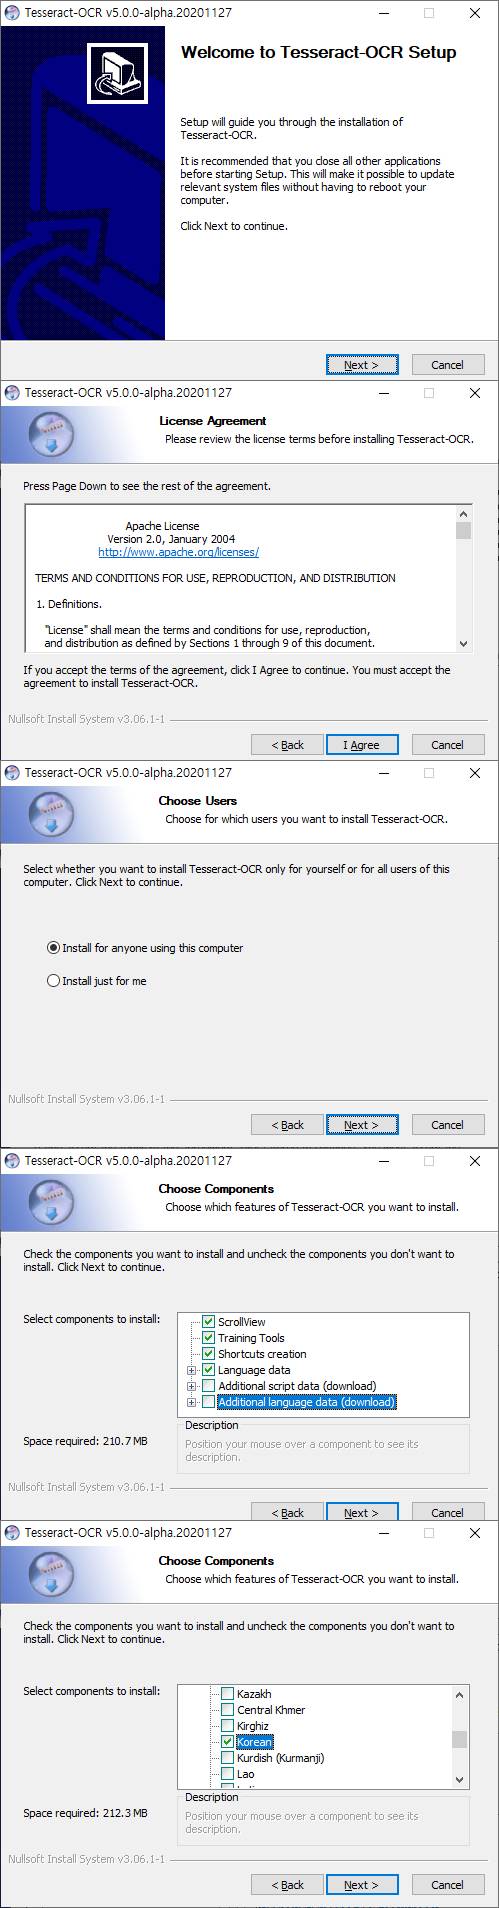 Tesseract-OCR v5.0.0-alpha.20201127
Welcome to Tesseract-OCR Setup
Setup will guide you through the installation of
Tesseract-OCR.
It is recommended that you close all other applications
before starting Setup. This will make it possible to update
relevant system files without having to reboot your
computer.
Click Next to continue.
Next >
Cancel
Tesseract-OCR v5.0.0-alpha.20201127
License Agreement
Please review the license terms before installing Tesseract-OCR.
Press Page Down to see the rest of the agreement.
Apache License
Version 2.0, January 2004
http://www.apache.org/licenses/
TERMS AND CONDITIONS FOR USE, REPRODUCTION, AND DISTRIBUTION
1. Definitions.
"License" shall mean the terms and conditions for use, reproduction,
and distribution as defined by Sections 1 through 9 of this document.
If you accept the terms of the agreement, click I Agree to continue. You must accept the
agreement to install Tesseract-OCR.
Nullsoft Install System v3.06.1-1
< Back
I Agree
Cancel
Tesseract-OCR v5.0.0-alpha.20201127
Choose Users
Choose for which users you want to install Tesseract-OCR.
Select whether you want to install Tesseract-OCR only for yourself or for all users of this
computer. Click Next to continue.
Install for anyone using this computer
Install just for me
Nullsoft Install System v3.06.1-1
< Back
Next >
Cancel
Tesseract-OCR v5.0.0-alpha.20201127
Choose Components
Choose which features of Tesseract-OCR you want to install.
Check the components you want to install and uncheck the components you don't want to
install. Click Next to continue.
Select components to install:
ScrollView
Training Tools
Shortcuts creation
Language data
Additional script data (download)
Additional language data (download)
Space required: 210.7 MB
Description
Position your mouse over a component to see its
description.
Nullsoft Install System v3.06.1-1
< Back
Next >
Cancel
Tesseract-OCR v5.0.0-alpha.20201127
Choose Components
Choose which features of Tesseract-OCR you want to install.
Check the components you want to install and uncheck the components you don't want to
install. Click Next to continue.
Select components to install:
Kazakh
Central Khmer
Kirghiz
Korean
Kurdish (Kurmanji)
Lao
Space required: 212.3 MB
Description
Position your mouse over a component to see its
description.
Nullsoft Install System v3.06.1-1
< Back
Next >
Cancel